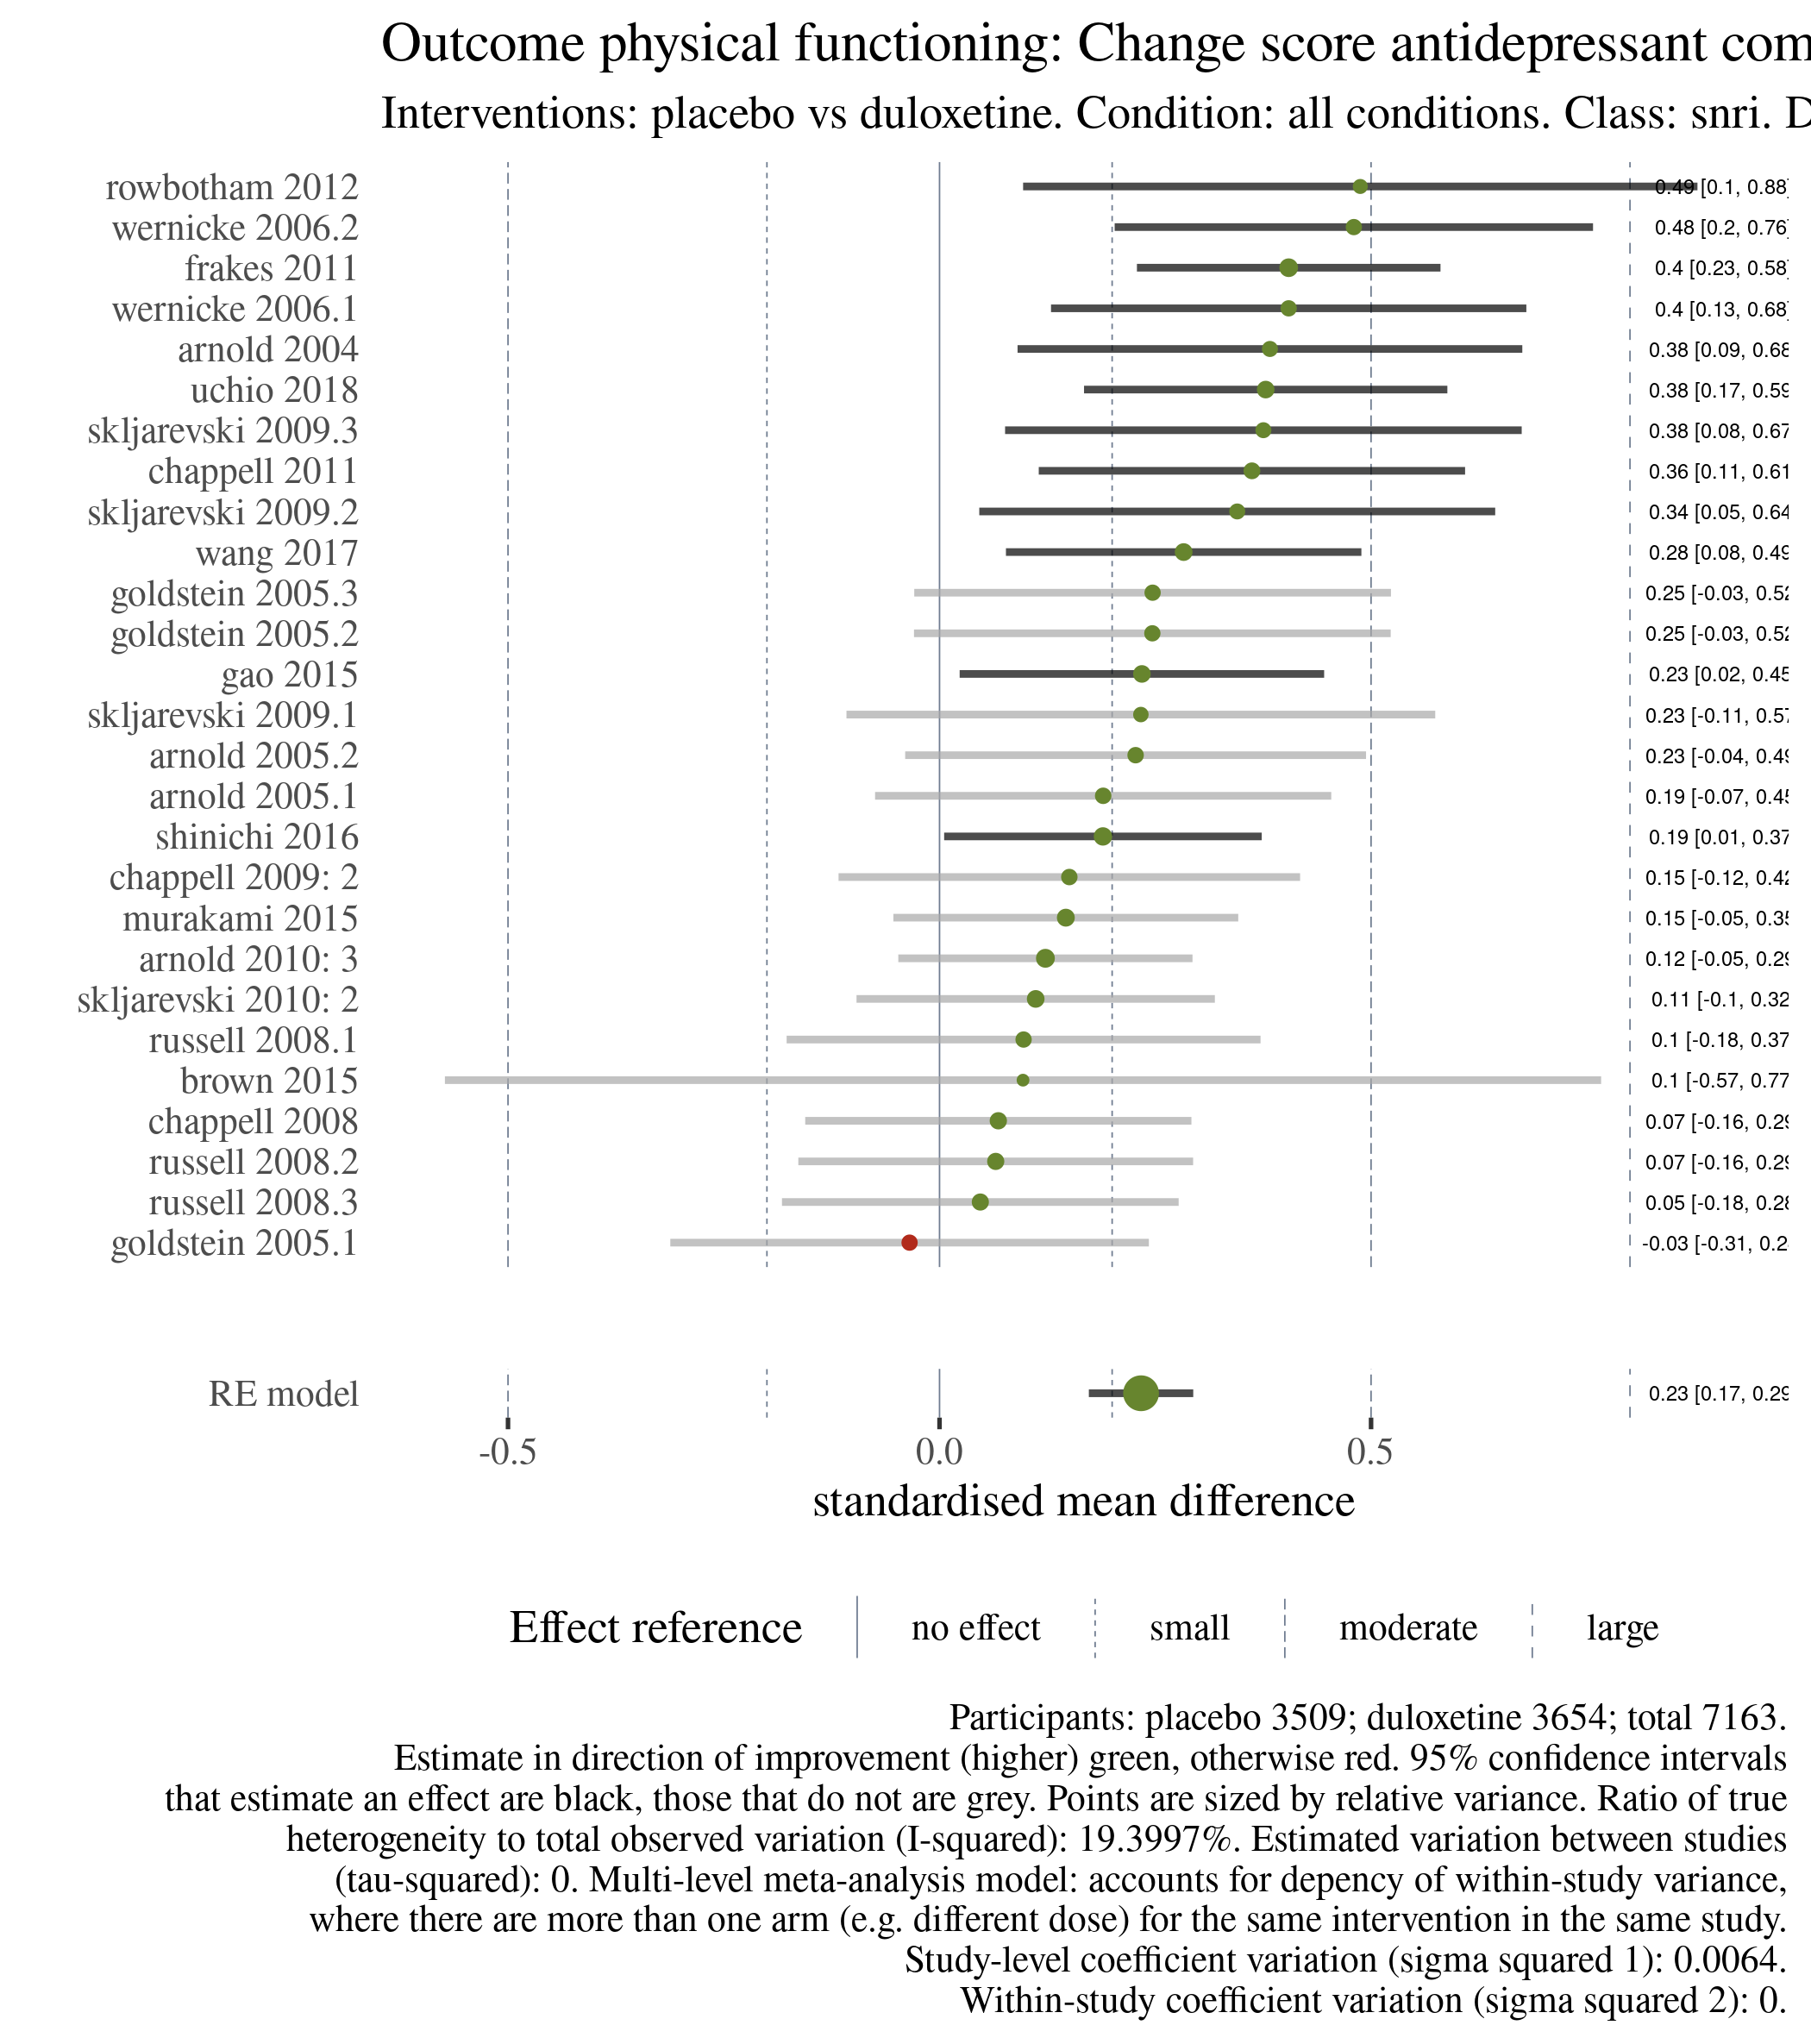 Outcome physical functioning: Change score antidepressant com
Interventions: placebo vs duloxetine. Condition: all conditions. Class: snri. D
rowbotham 2012 0.49 [0.1, 0.88]
wernicke 2006.2 0.48 [0.2, 0.76]
frakes 2011 0.4 [0.23, 0.58]
wernicke 2006.1 0.4 [0.13, 0.68]
arnold 2004 0.38 [0.09, 0.68
uchio 2018 0.38 [0.17, 0.59
skljarevski 2009.3 0.38 [0.08, 0.67
chappell 2011 0.36 [0.11, 0.61
skljarevski 2009.2 0.34 [0.05, 0.64
wang 2017 0.28 [0.08, 0.49
goldstein 2005.3 0.25 [-0.03, 0.52
goldstein 2005.2 0.25 [-0.03, 0.52
gao 2015 0.23 [0.02, 0.45
skljarevski 2009.1 0.23 [-0.11, 0.57
arnold 2005.2 0.23 [-0.04, 0.49
arnold 2005.1 0.19 [-0.07, 0.45
shinichi 2016 0.19 [0.01, 0.37
chappell 2009: 2 0.15 [-0.12, 0.42
murakami 2015 0.15 [-0.05, 0.35
arnold 2010: 3 0.12 [-0.05, 0.29
skljarevski 2010: 2 0.11 [-0.1, 0.32
russell 2008.1 0.1 [-0.18, 0.37
brown 2015 0.1 [-0.57, 0.77
chappell 2008 0.07 [-0.16, 0.29
russell 2008.2 0.07 [-0.16, 0.29
russell 2008.3 0.05 [-0.18, 0.28
goldstein 2005.1 -0.03 [-0.31, 0.2
RE model 0.23 [0.17, 0.29
-0.5 0.0 0.5
standardised mean difference
Effect reference no effect small moderate large
Participants: placebo 3509; duloxetine 3654; total 7163.
Estimate in direction of improvement (higher) green, otherwise red. 95% confidence intervals
that estimate an effect are black, those that do not are grey. Points are sized by relative variance. Ratio of true
heterogeneity to total observed variation (I-squared): 19.3997%. Estimated variation between studies
(tau-squared): 0. Multi-level meta-analysis model: accounts for depency of within-study variance,
where there are more than one arm (e.g. different dose) for the same intervention in the same study.
Study-level coefficient variation (sigma squared 1): 0.0064.
Within-study coefficient variation (sigma squared 2): 0.